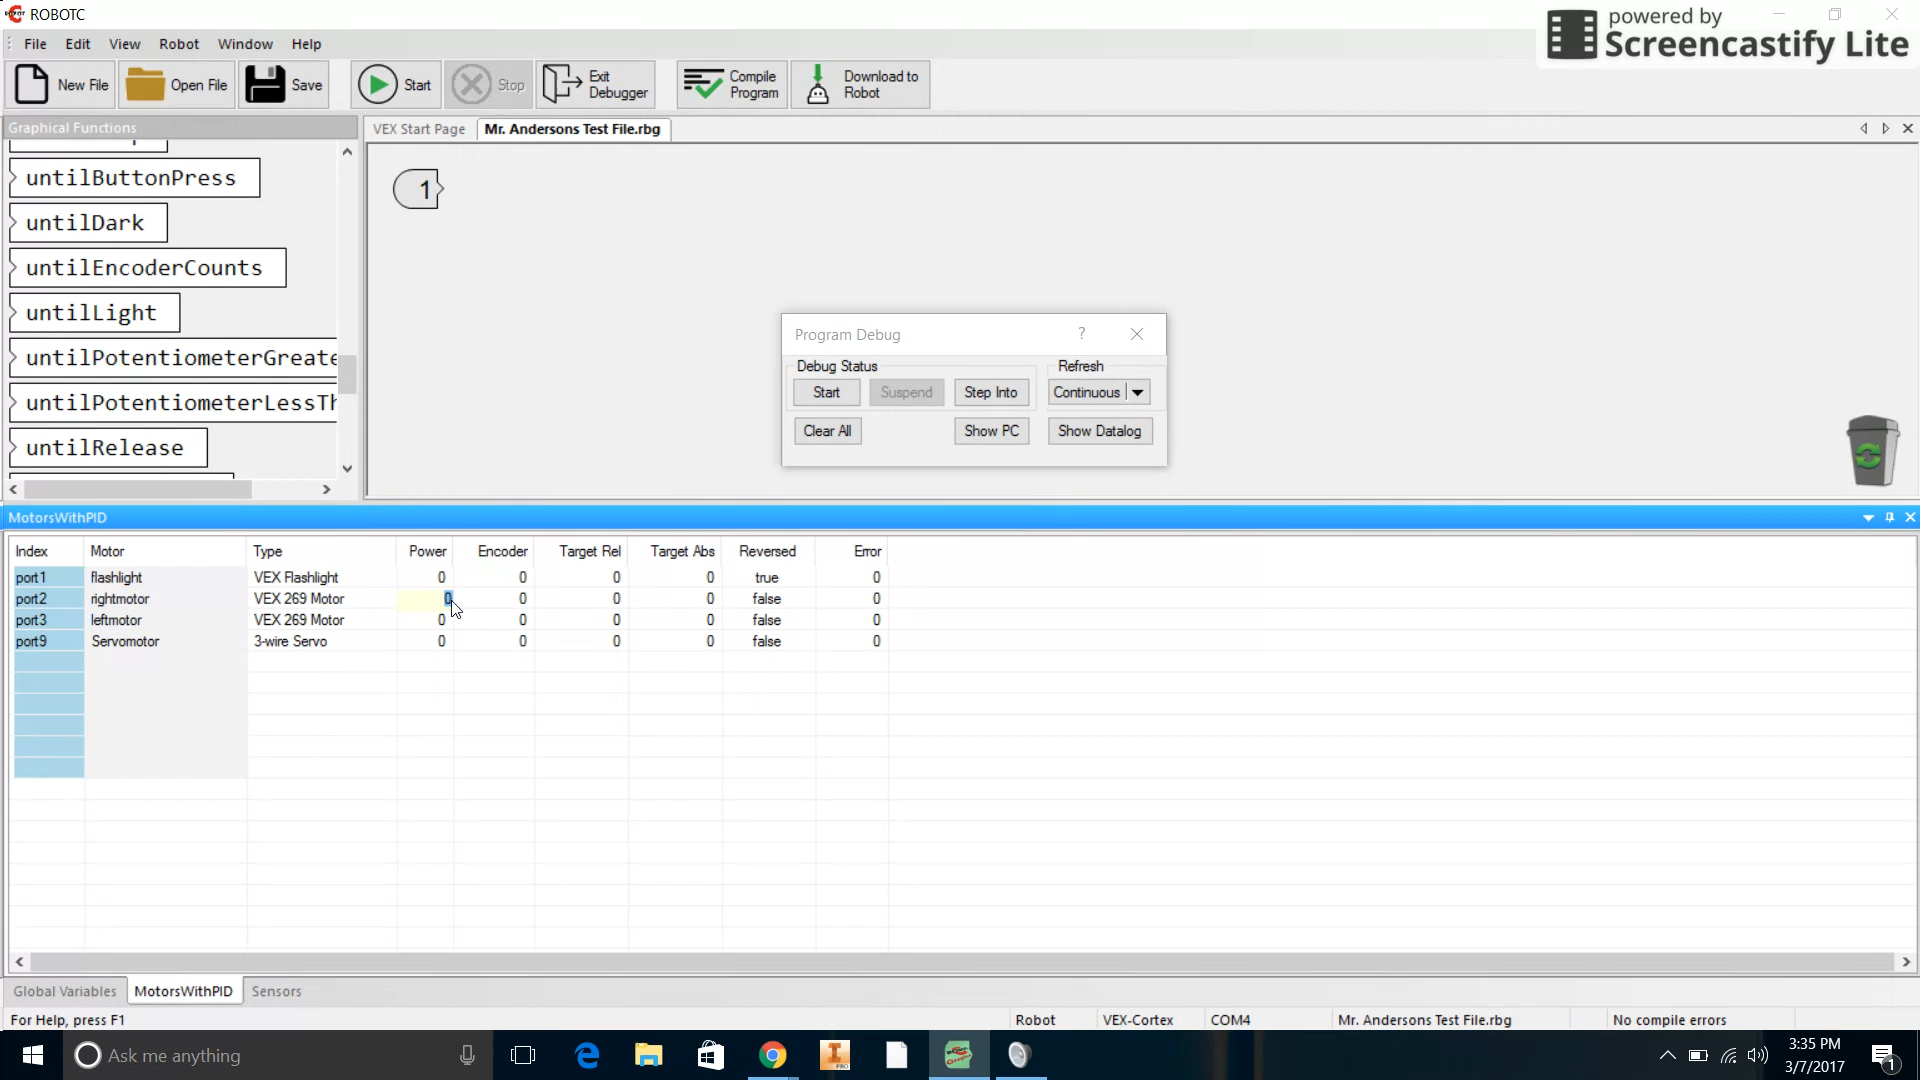 ROBOTC
powered by
Screencastify Lite
File Edit View Robot Window Help
New File Open File Save Start Stop Exit Debugger Compile Program Download to Robot
Graphical Functions
VEX Start Page Mr. Andersons Test File.rbg
untilButtonPress
untilDark
untilEncoderCounts
untilLight
untilPotentiometerGreate
untilPotentiometerLessTh
untilRelease
1
Program Debug ? 
Debug Status Refresh
Start Suspend Step Into Continuous
Clear All Show PC Show Datalog
MotorsWithPID
Index Motor Type Power Encoder Target Rel Target Abs Reversed Error
port1 flashlight VEX Flashlight 0 0 0 0 true 0
port2 rightmotor VEX 269 Motor 0 0 0 0 false 0
port3 leftmotor VEX 269 Motor 0 0 0 0 false 0
port9 Servomotor 3-wire Servo 0 0 0 0 false 0
Global Variables MotorsWithPID Sensors
For Help, press F1 Robot VEX-Cortex COM4 Mr. Andersons Test File.rbg No compile errors
Ask me anything
PRO
3:35 PM
3/7/2017
1